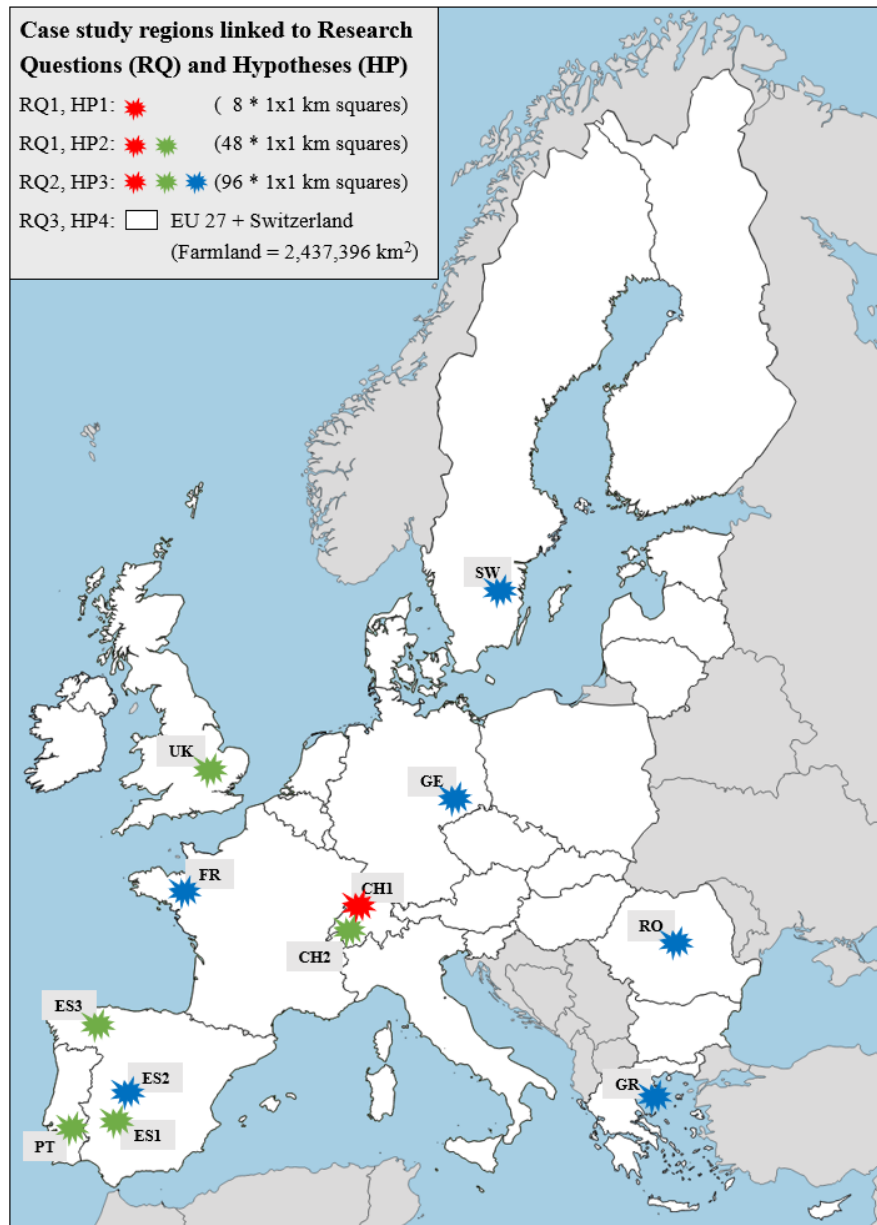 Case study regions linked to Research
Questions (RQ) and Hypotheses (HP)
RQ1, HP1: ( 8 * 1x1 km squares)
RQ1, HP2: (48 * 1x1 km squares)
RQ2, HP3: (96 * 1x1 km squares)
RQ3, HP4: EU 27 + Switzerland
(Farmland = 2,437,396 km²)
SW
UK
GE
FR
CH1
CH2
RO
ES3
ES2
GR
ES1
PT